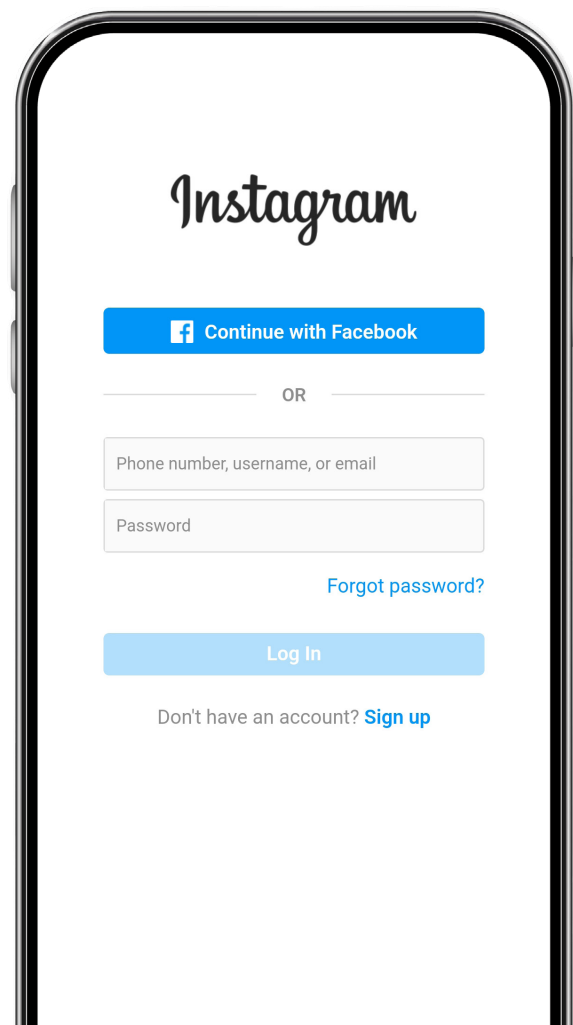 Instagram
Continue with Facebook
OR
Phone number, username, or email
Password
Forgot password?
Log In
Don't have an account? Sign up